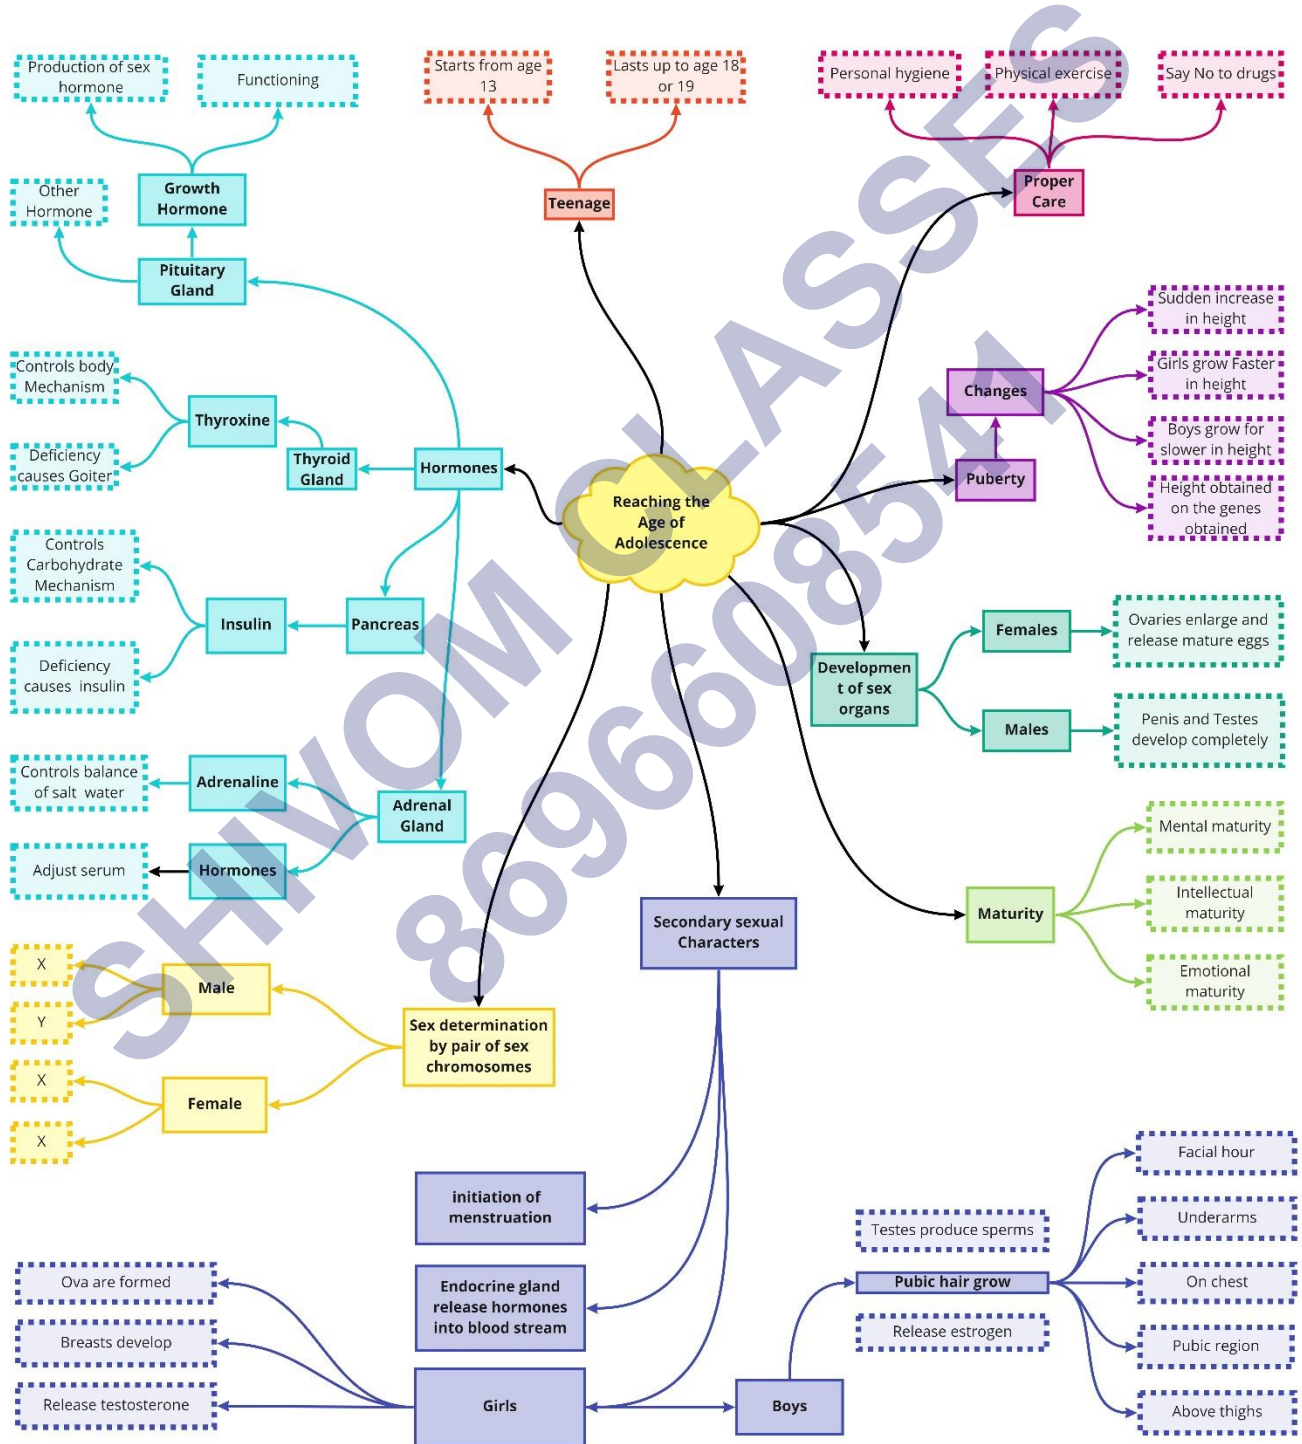 Production of sex
hormone
Functioning
Starts from age
13
Lasts up to age 18
or 19
Personal hygiene
Physical exercise
Say No to drugs
Other
Hormone
Growth
Hormone
Teenage
Proper
Care
Pituitary
Gland
Sudden increase
in height
Controls body
Mechanism
Girls grow Faster
in height
Changes
Thyroxine
Boys grow for
slower in height
Deficiency
causes Goiter
Thyroid
Gland
Hormones
Puberty
Height obtained
on the genes
obtained
Reaching the
Age of
Adolescence
Controls
Carbohydrate
Mechanism
Insulin
Pancreas
Deficiency
causes insulin
Females
Ovaries enlarge and
release mature eggs
Developmen
t of sex
organs
Males
Penis and Testes
develop completely
Controls balance
of salt water
Adrenaline
Adrenal
Gland
Adjust serum
Hormones
Mental maturity
Intellectual
maturity
Maturity
Emotional
maturity
Secondary sexual
Characters
X
Male
Y
Sex determination
by pair of sex
chromosomes
X
Female
X
initiation of
menstruation
Facial hour
Testes produce sperms
Underarms
Ova are formed
Endocrine gland
release hormones
into blood stream
Pubic hair grow
On chest
Breasts develop
Release estrogen
Pubic region
Release testosterone
Girls
Boys
Above thighs
SHIVOM CLASSES
8696608541